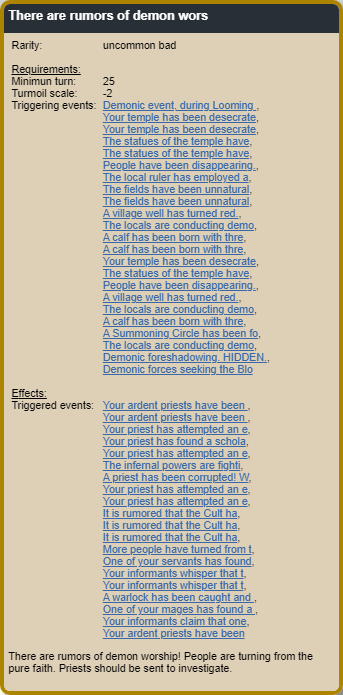 There are rumors of demon wors
Rarity: uncommon bad
Requirements:
Minimun turn: 25
Turmoil scale: -2
Triggering events: Demonic event, during Looming ,
Your temple has been desecrate,
Your temple has been desecrate,
The statues of the temple have,
The statues of the temple have,
People have been disappearing.,
The local ruler has employed a,
The fields have been unnatural,
The fields have been unnatural,
A village well has turned red.,
The locals are conducting demo,
A calf has been born with thre,
A calf has been born with thre,
Your temple has been desecrate,
The statues of the temple have,
People have been disappearing.,
A village well has turned red.,
The locals are conducting demo,
A calf has been born with thre,
A Summoning Circle has been fo,
The locals are conducting demo,
Demonic foreshadowing, HIDDEN.,
Demonic forces seeking the Blo
Effects:
Triggered events: Your ardent priests have been ,
Your ardent priests have been ,
Your priest has attempted an e,
Your priest has found a schola,
Your priest has attempted an e,
The infernal powers are fighti,
A priest has been corrupted! W,
Your priest has attempted an e,
Your priest has attempted an e,
It is rumored that the Cult ha,
It is rumored that the Cult ha,
It is rumored that the Cult ha,
More people have turned from t,
One of your servants has found,
Your informants whisper that t,
Your informants whisper that t,
A warlock has been caught and ,
One of your mages has found a ,
Your informants claim that one,
Your ardent priests have been
There are rumors of demon worship! People are turning from the
pure faith. Priests should be sent to investigate.